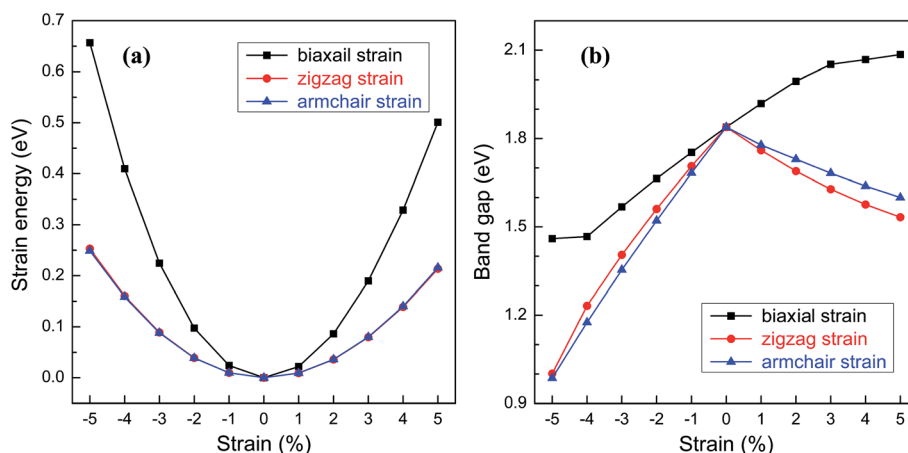 (a)
biaxail strain
zigzag strain
armchair strain
Strain energy (eV)
0.7
0.6
0.5
0.4
0.3
0.2
0.1
0.0
-5 -4 -3 -2 -1 0 1 2 3 4 5
Strain (%)
(b)
biaxial strain
zigzag strain
armchair strain
Band gap (eV)
2.1
1.8
1.5
1.2
0.9
-5 -4 -3 -2 -1 0 1 2 3 4 5
Strain (%)